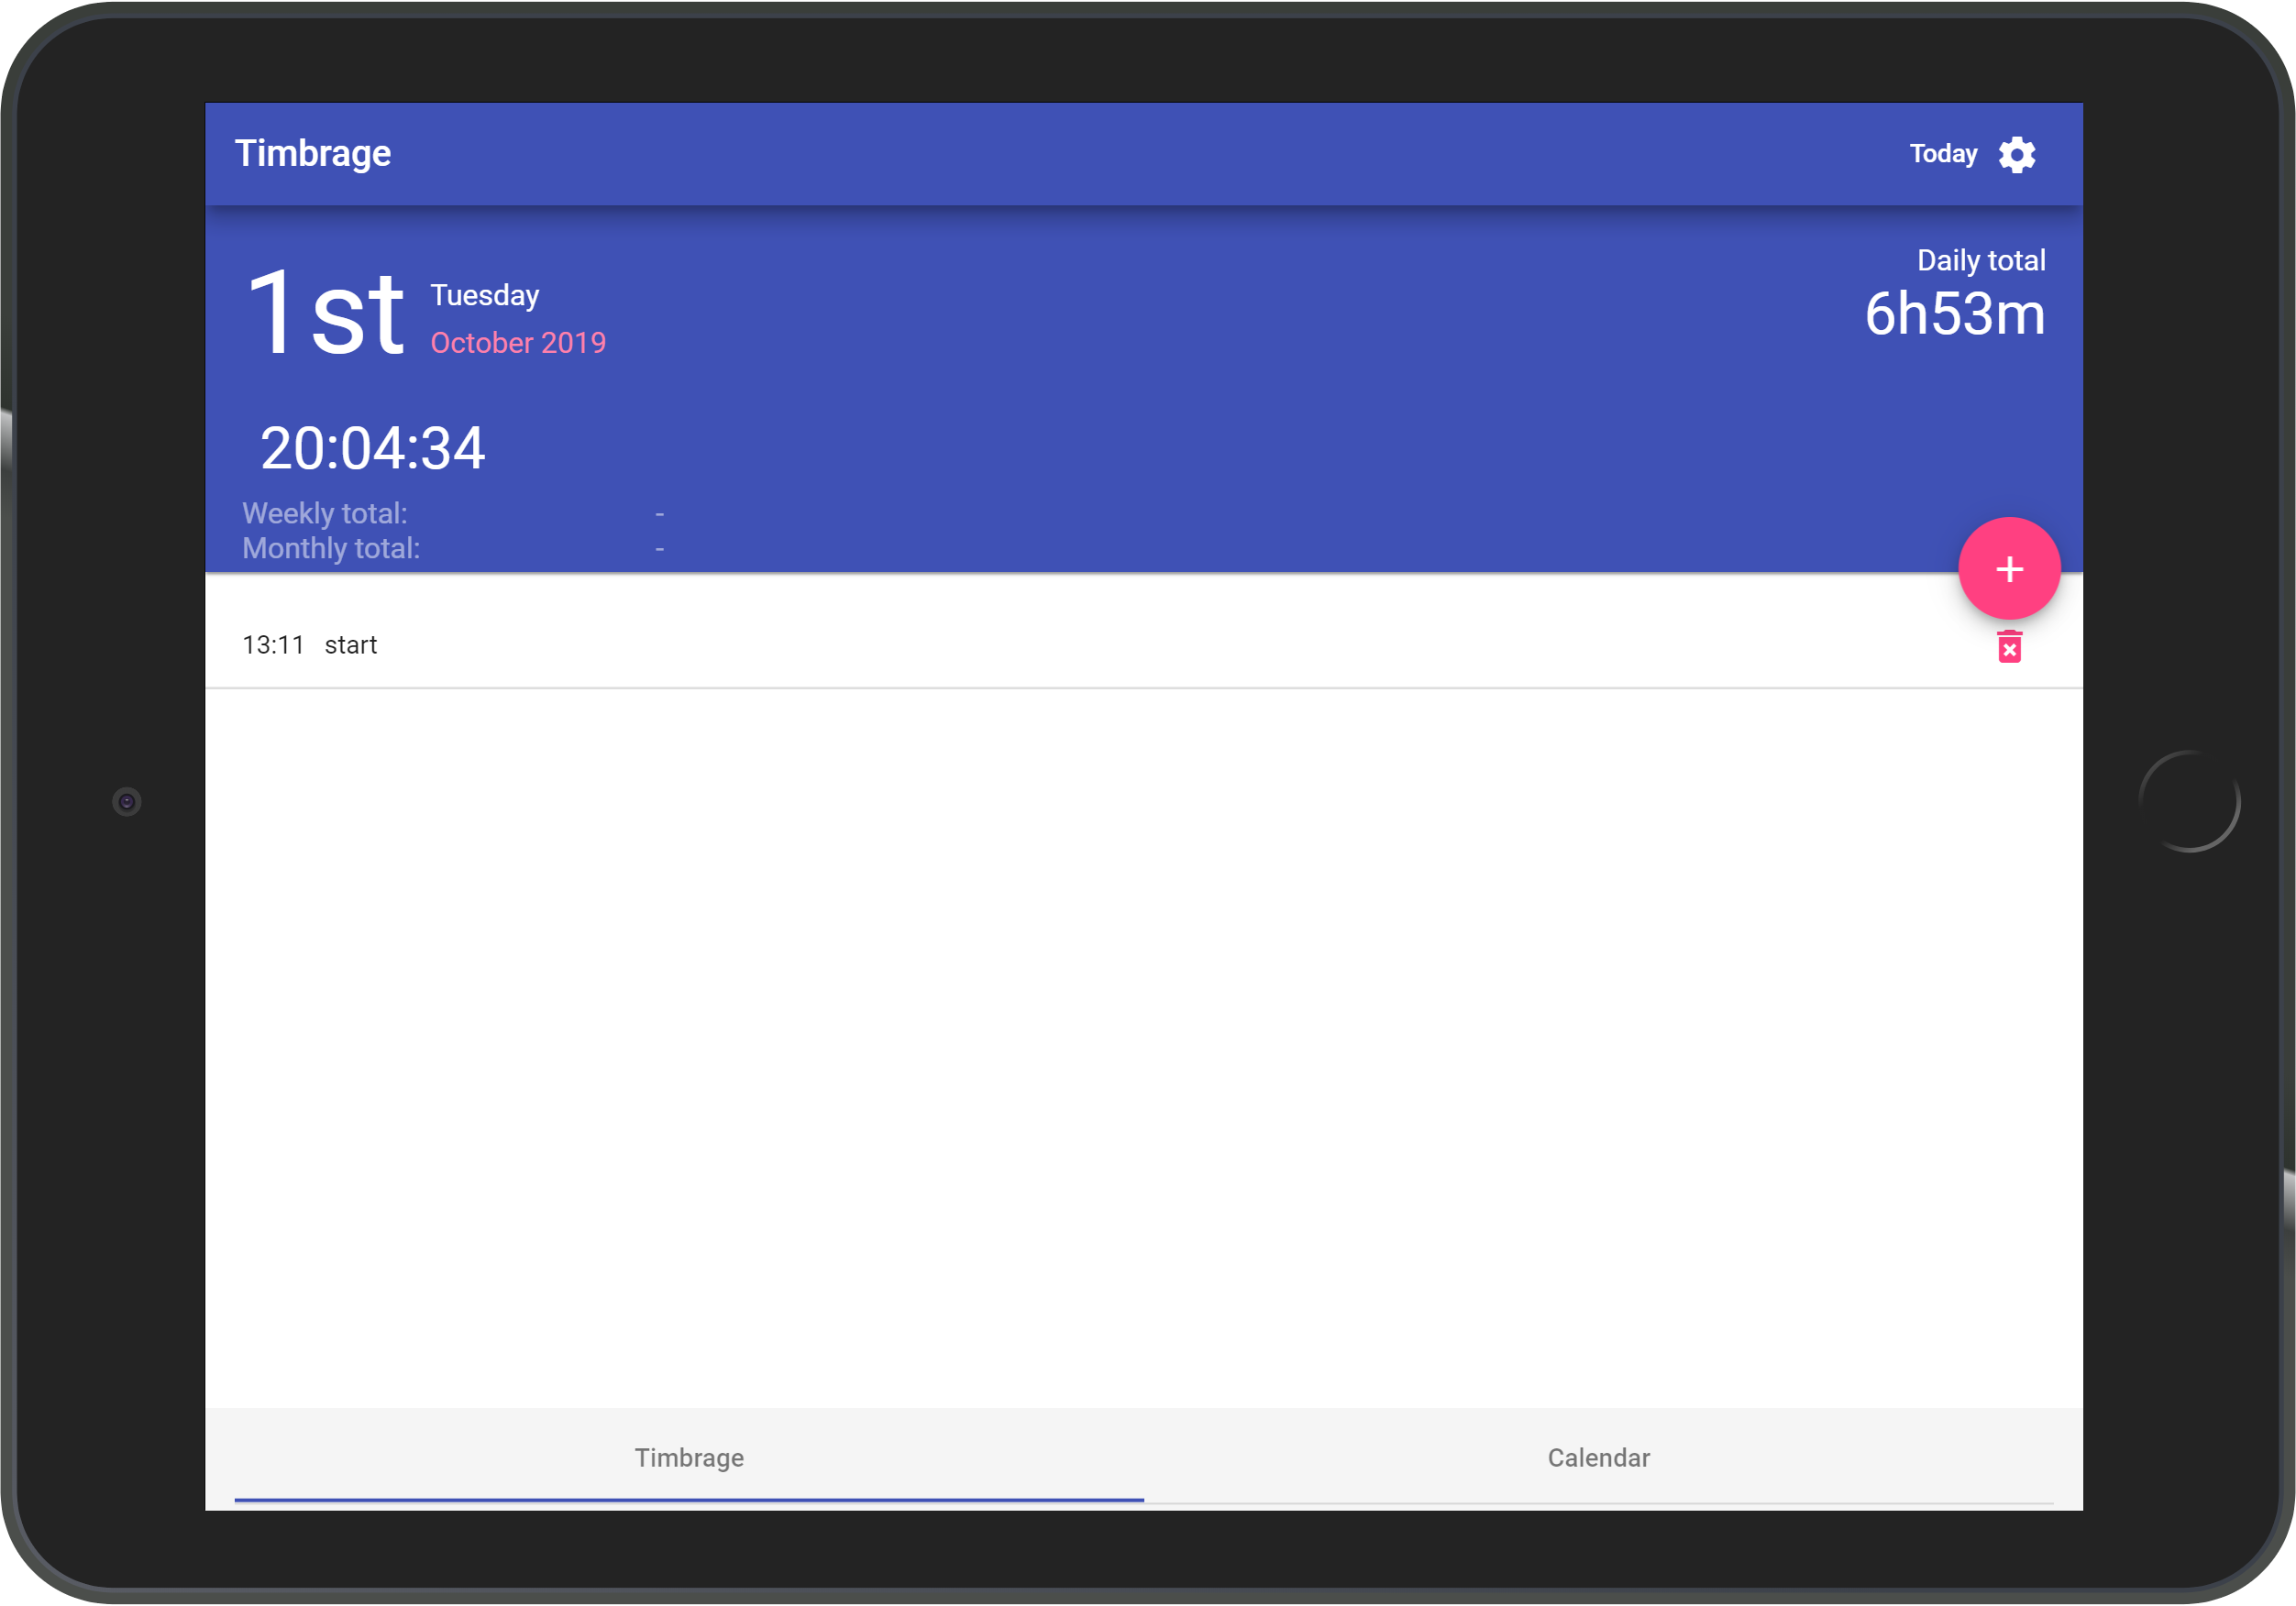 Timbrage
Today
1st
Tuesday
October 2019
Daily total
6h53m
20:04:34
Weekly total: -
Monthly total: -
+
13:11 start
Timbrage
Calendar